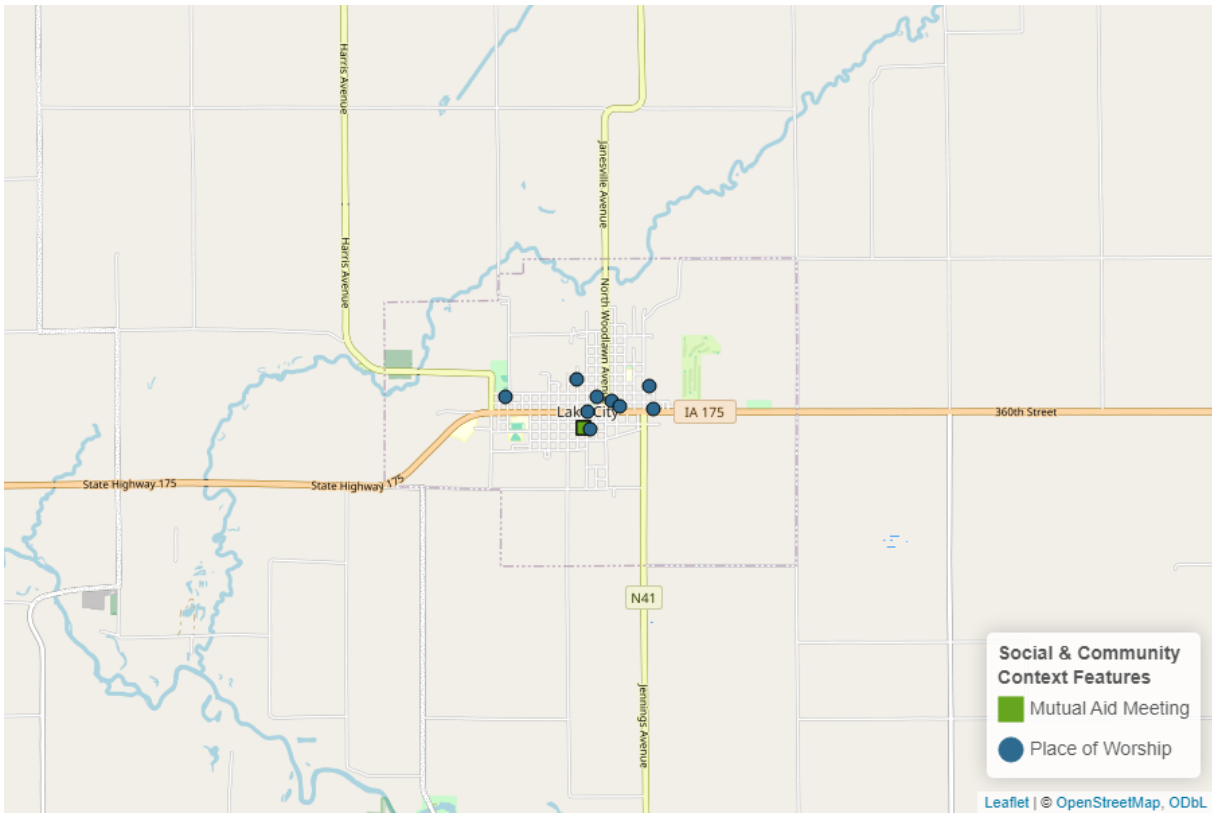 Harris Avenue
Janesville Avenue
Harris Avenue
North Woodlawn Avenue
Lake City
IA 175
360th Street
State Highway 175
State Highway 175
N41
Jennings Avenue
Social & Community
Context Features
Mutual Aid Meeting
Place of Worship
Leaflet | © OpenStreetMap, ODbL